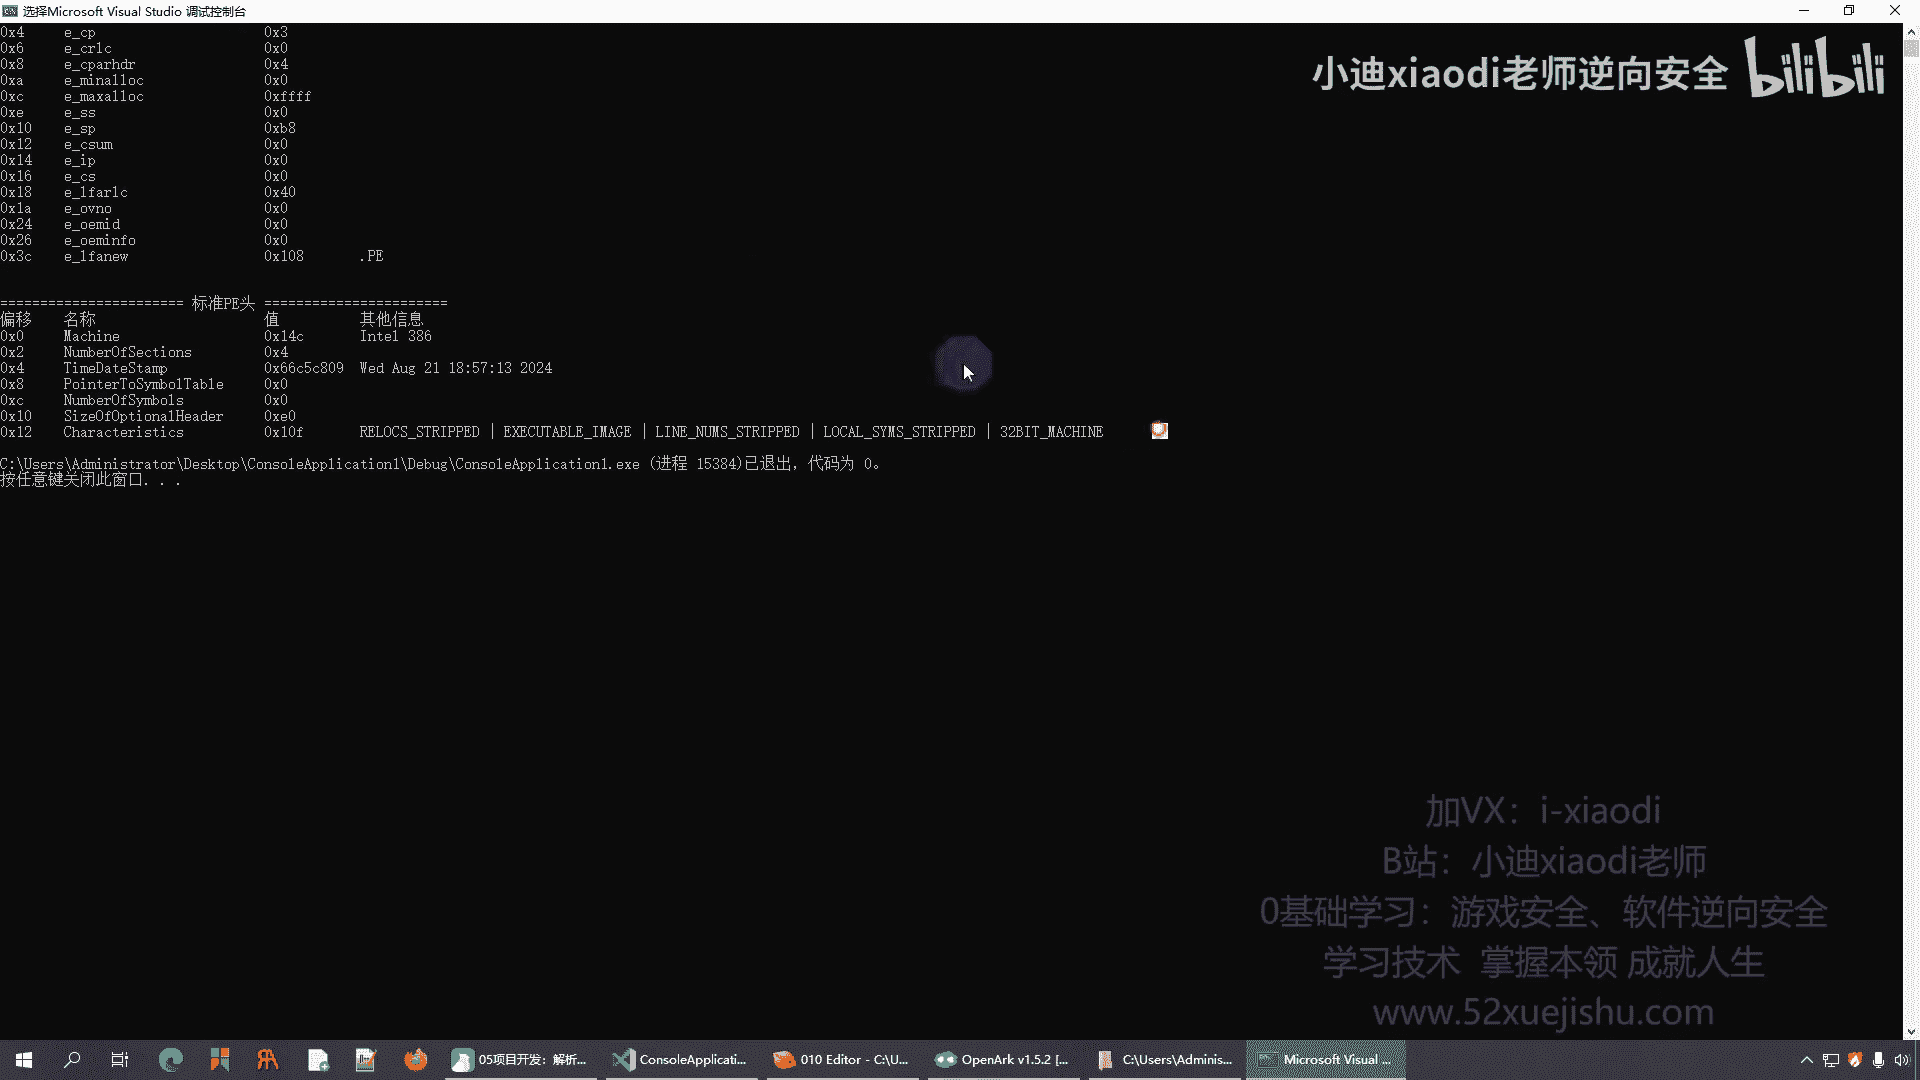 选择Microsoft Visual Studio 调试控制台
0x4 e_cp 0x3
0x6 e_crlc 0x0
0x8 e_cparhdr 0x4
0xa e_minalloc 0x0
0xc e_maxalloc 0xffff
0xe e_ss 0x0
0x10 e_sp 0xb8
0x12 e_csum 0x0
0x14 e_ip 0x0
0x16 e_cs 0x0
0x18 e_lfarlc 0x40
0x1a e_ovno 0x0
0x24 e_oemid 0x0
0x26 e_oeminfo 0x0
0x3c e_lfanew 0x108 .PE
======================= 标准PE头 =======================
偏移 名称 值 其他信息
0x0 Machine 0x14c Intel 386
0x2 NumberOfSections 0x4
0x4 TimeDateStamp 0x66c5c809 Wed Aug 21 18:57:13 2024
0x8 PointerToSymbolTable 0x0
0xc NumberOfSymbols 0x0
0x10 SizeOfOptionalHeader 0xe0
0x12 Characteristics 0x10f RELOCS_STRIPPED | EXECUTABLE_IMAGE | LINE_NUMS_STRIPPED | LOCAL_SYMS_STRIPPED | 32BIT_MACHINE
C:\Users\Administrator\Desktop\ConsoleApplication1\Debug\ConsoleApplication1.exe (进程 15384)已退出，代码为 0。
按任意键关闭此窗口. . .
小迪xiaodi老师逆向安全 bilibili
加VX：i-xiaodi
B站：小迪xiaodi老师
0基础学习：游戏安全、软件逆向安全
学习技术 掌握本领 成就人生
www.52xuejishu.com
05项目开发：解析... ConsoleApplicati... 010 Editor - C:\U... OpenArk v1.5.2 [... C:\Users\Adminis... Microsoft Visual ...